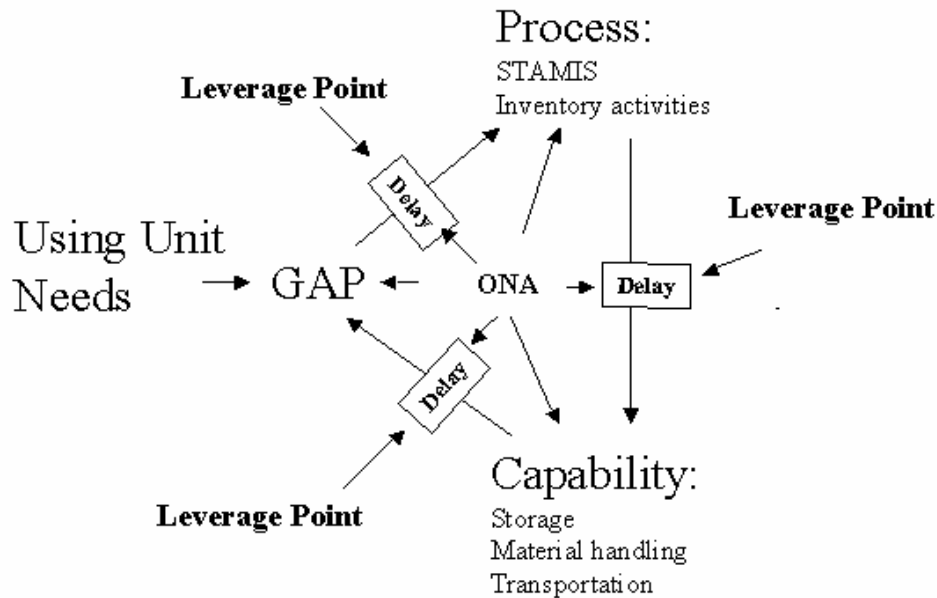 Process:
STAMIS
Inventory activities
Leverage Point
Delay
Leverage Point
Using Unit
Needs
GAP
ONA
Delay
Delay
Leverage Point
Capability:
Storage
Material handling
Transportation